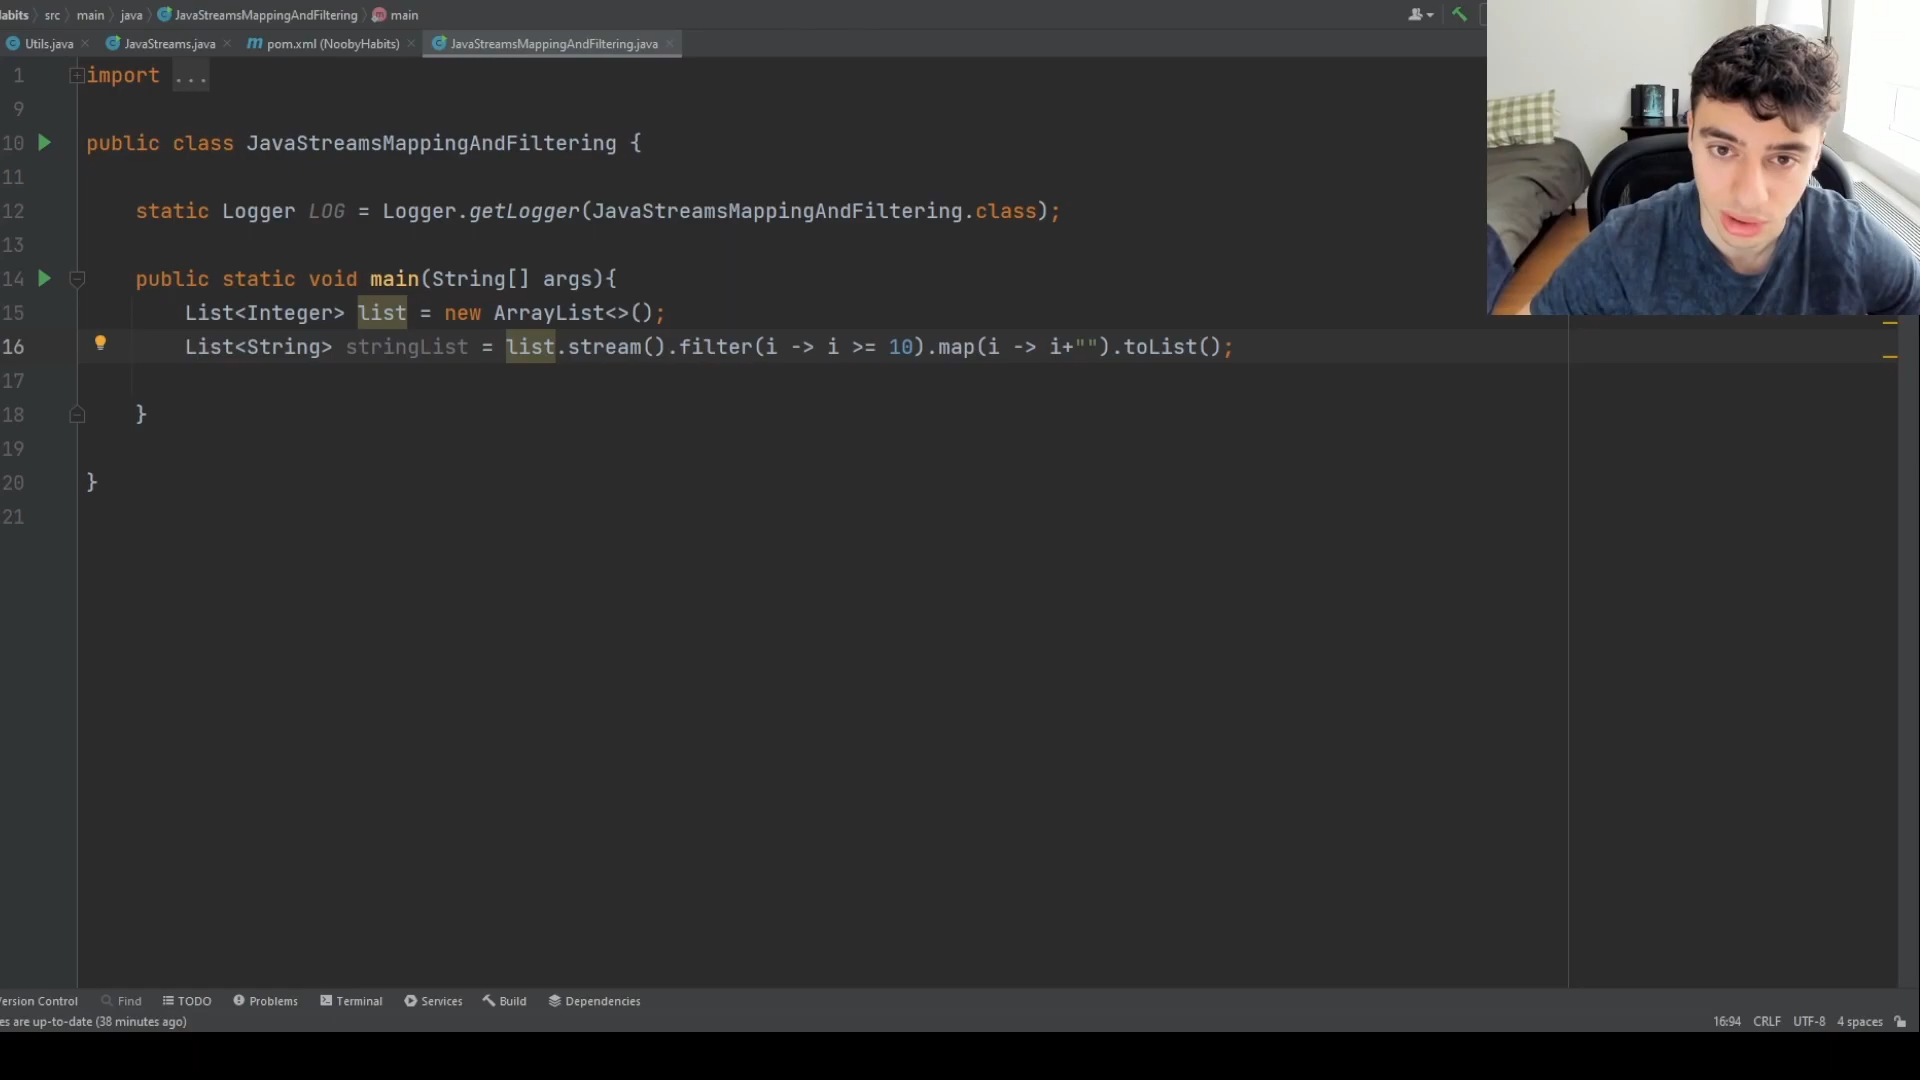 abits src main java JavaStreamsMappingAndFiltering main
Utils.java JavaStreams.java pom.xml (NoobyHabits) JavaStreamsMappingAndFiltering.java
1 import ...
9
10 public class JavaStreamsMappingAndFiltering {
11
12 static Logger LOG = Logger.getLogger(JavaStreamsMappingAndFiltering.class);
13
14 public static void main(String[] args){
15 List<Integer> list = new ArrayList<>();
16 List<String> stringList = list.stream().filter(i -> i >= 10).map(i -> i+"").toList();
17
18 }
19
20 }
21
ersion Control Find TODO Problems Terminal Services Build Dependencies
es are up-to-date (38 minutes ago) 16:94 CRLF UTF-8 4 spaces